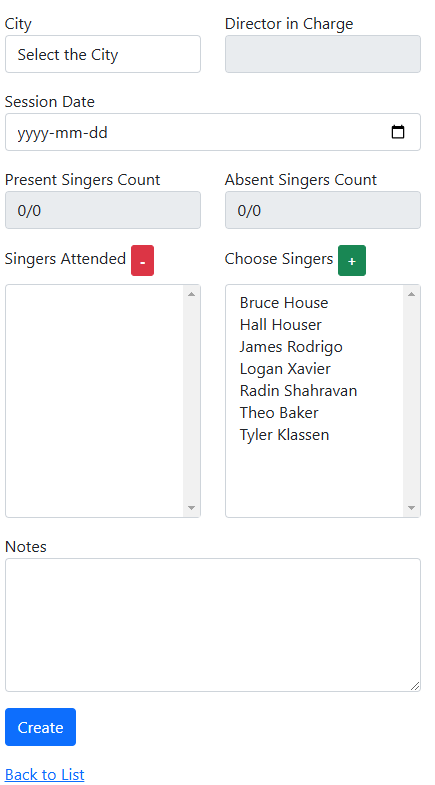 City
Director in Charge
Select the City
Session Date
yyyy-mm-dd
Present Singers Count
Absent Singers Count
0/0
0/0
Singers Attended -
Choose Singers +
Bruce House
Hall Houser
James Rodrigo
Logan Xavier
Radin Shahravan
Theo Baker
Tyler Klassen
Notes
Create
Back to List